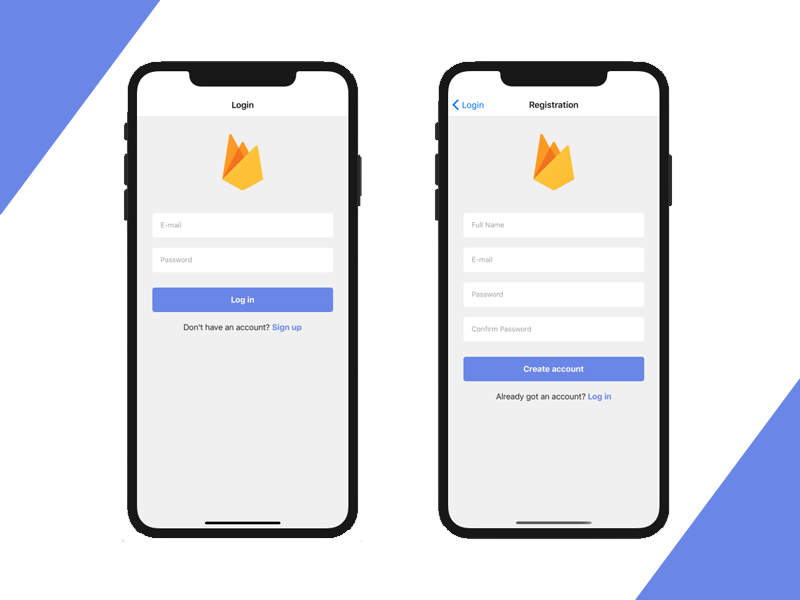 Login
E-mail
Password
Log in
Don't have an account? Sign up
Login
Registration
Full Name
E-mail
Password
Confirm Password
Create account
Already got an account? Log in